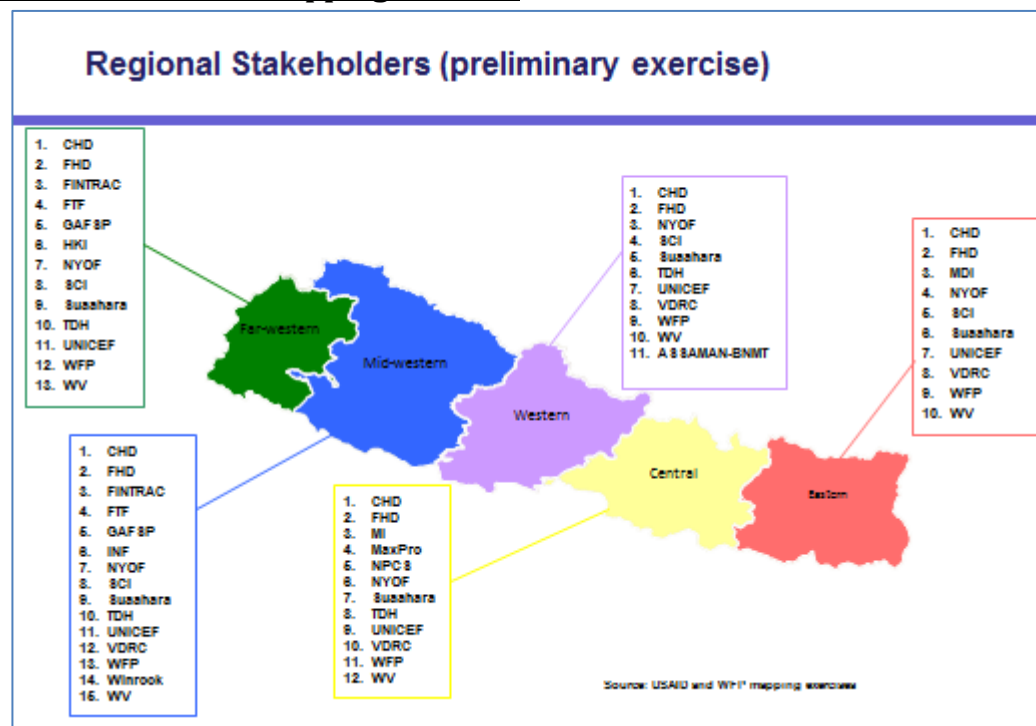 Regional Stakeholders (preliminary exercise)
1. CHD
2. FHD
3. FINTRAC
4. FTF
5. GAFSP
6. HKI
7. NYOF
8. SCI
9. Suaahara
10. TDH
11. UNICEF
12. WFP
13. WV
1. CHD
2. FHD
3. NYOF
4. SCI
5. Suaahara
6. TDH
7. UNICEF
8. VDRC
9. WFP
10. WV
11. ASSAMAN-BNMT
1. CHD
2. FHD
3. MDI
4. NYOF
5. SCI
6. Suaahara
7. UNICEF
8. VDRC
9. WFP
10. WV
Far-western
Mid-western
Western
Central
Eastern
1. CHD
2. FHD
3. FINTRAC
4. FTF
5. GAFSP
6. INF
7. NYOF
8. SCI
9. Suaahara
10. TDH
11. UNICEF
12. VDRC
13. WFP
14. Winrook
15. WV
1. CHD
2. FHD
3. MI
4. MaxPro
5. NPCS
6. NYOF
7. Suaahara
8. TDH
9. UNICEF
10. VDRC
11. WFP
12. WV
Source: USAID and WFP mapping exercises